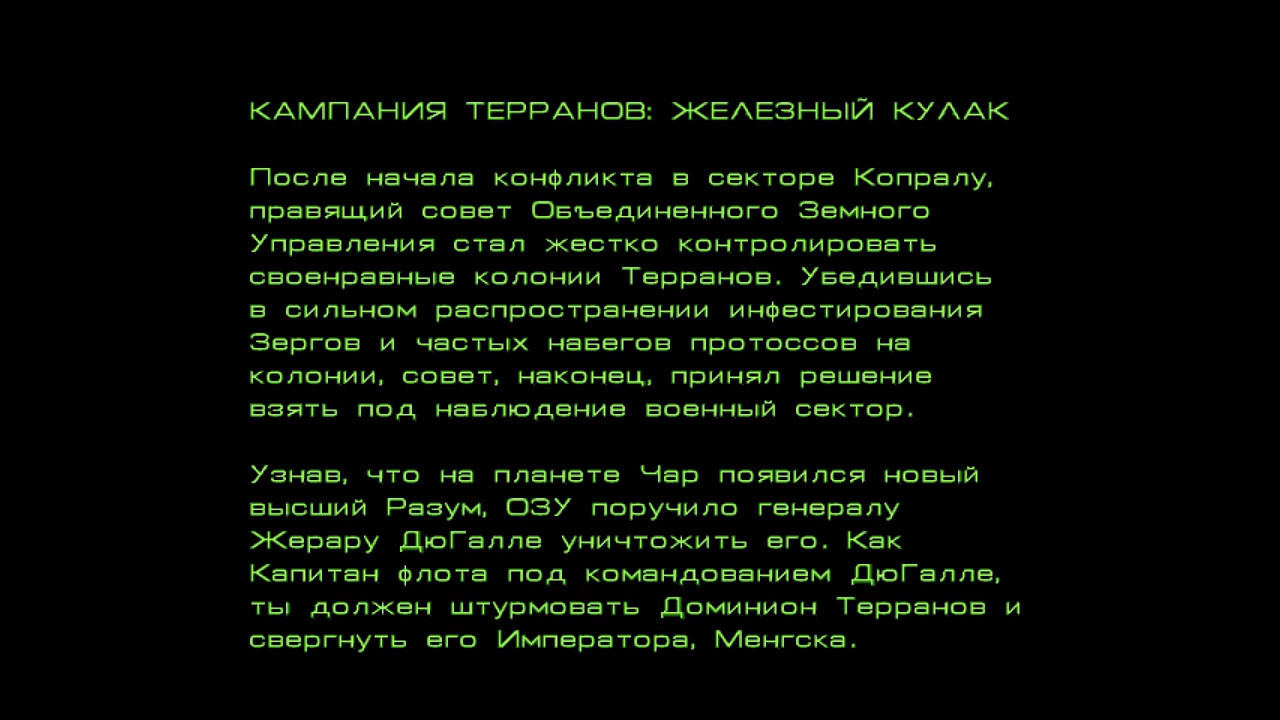 КАМПАНИЯ ТЕРРАНОВ: ЖЕЛЕЗНЫЙ КУЛАК
После начала конфликта в секторе Копралу,
правящий совет Объединенного Земного
Управления стал жестко контролировать
своенравные колонии Терранов. Убедившись
в сильном распространении инфестирования
Зергов и частых набегов протоссов на
колонии, совет, наконец, принял решение
взять под наблюдение военный сектор.
Узнав, что на планете Чар появился новый
высший Разум, ОЗУ поручило генералу
Жерару ДюГалле уничтожить его. Как
Капитан флота под командованием ДюГалле,
ты должен штурмовать Доминион Терранов и
свергнуть его Императора, Менгска.